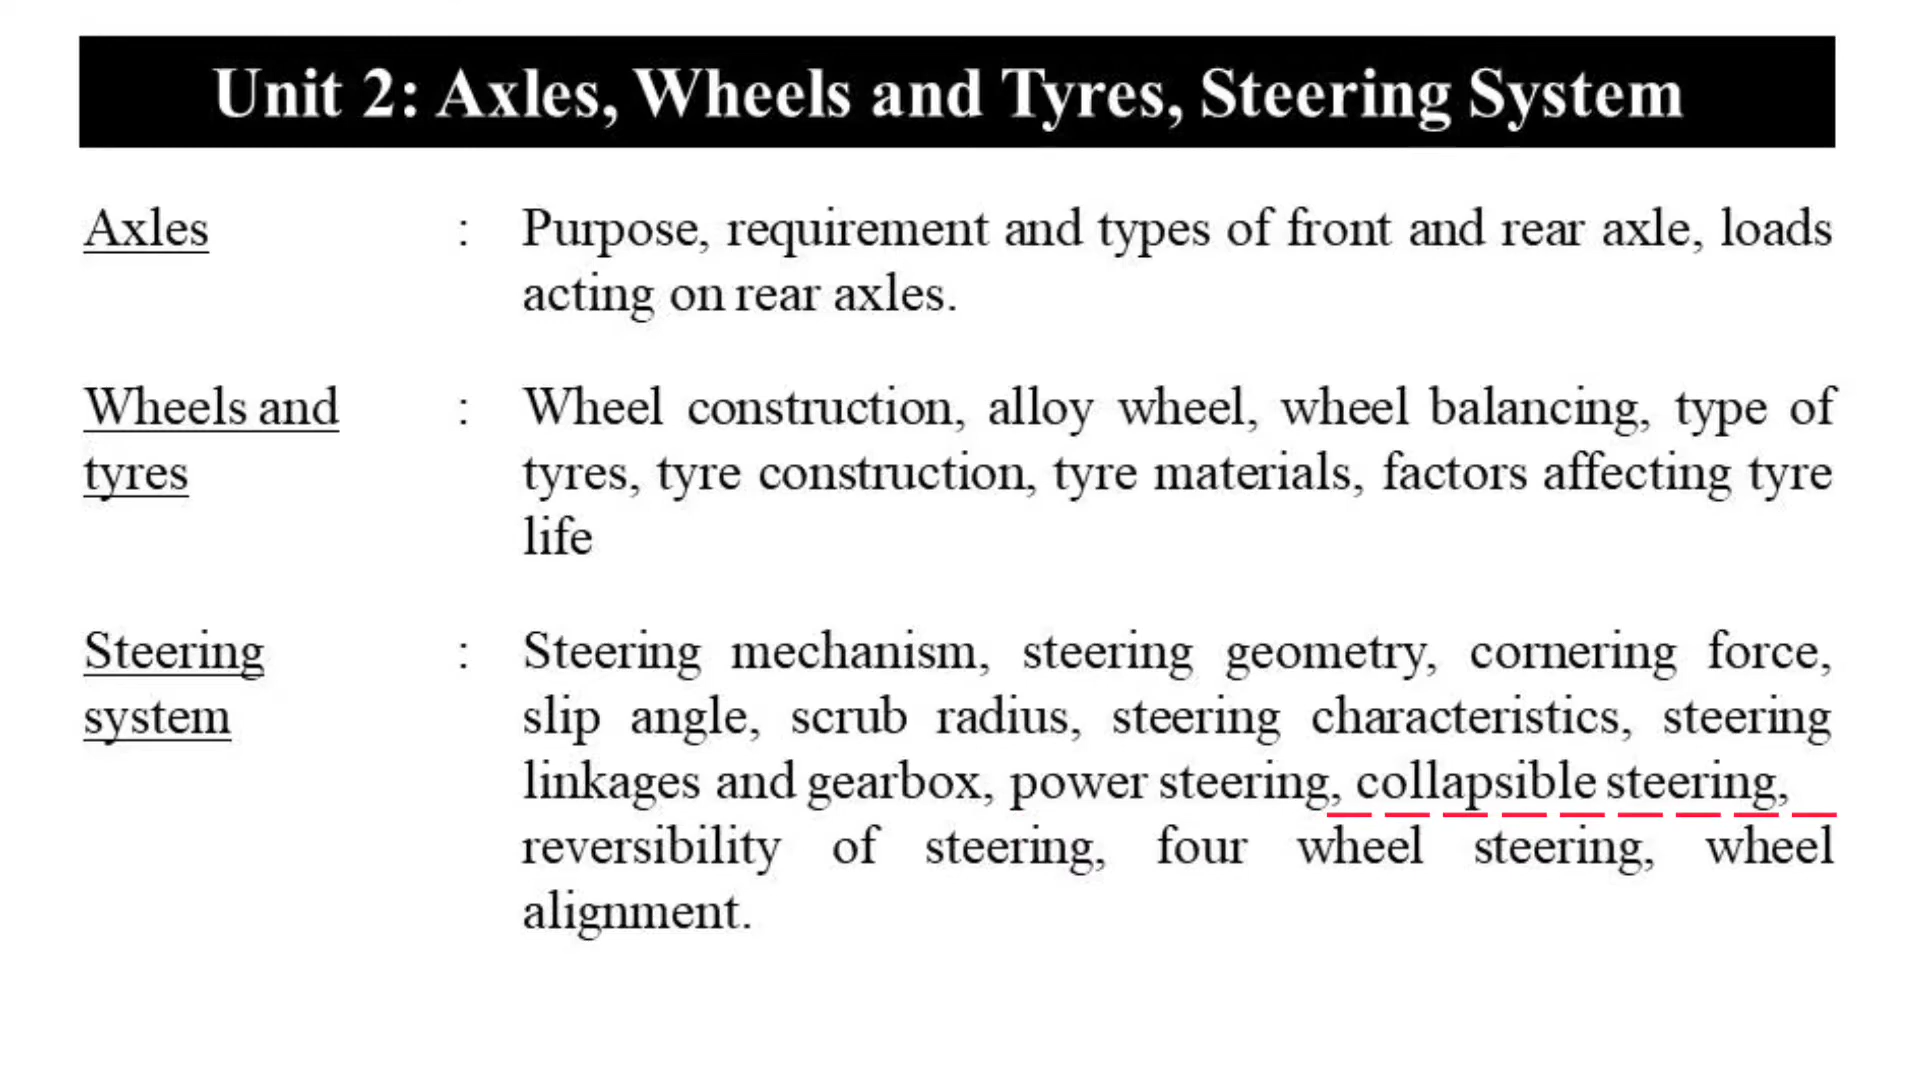 Unit 2: Axles, Wheels and Tyres, Steering System
Axles : Purpose, requirement and types of front and rear axle, loads
acting on rear axles.
Wheels and : Wheel construction, alloy wheel, wheel balancing, type of
tyres tyres, tyre construction, tyre materials, factors affecting tyre
life
Steering : Steering mechanism, steering geometry, cornering force,
system slip angle, scrub radius, steering characteristics, steering
linkages and gearbox, power steering, collapsible steering,
reversibility of steering, four wheel steering, wheel
alignment.